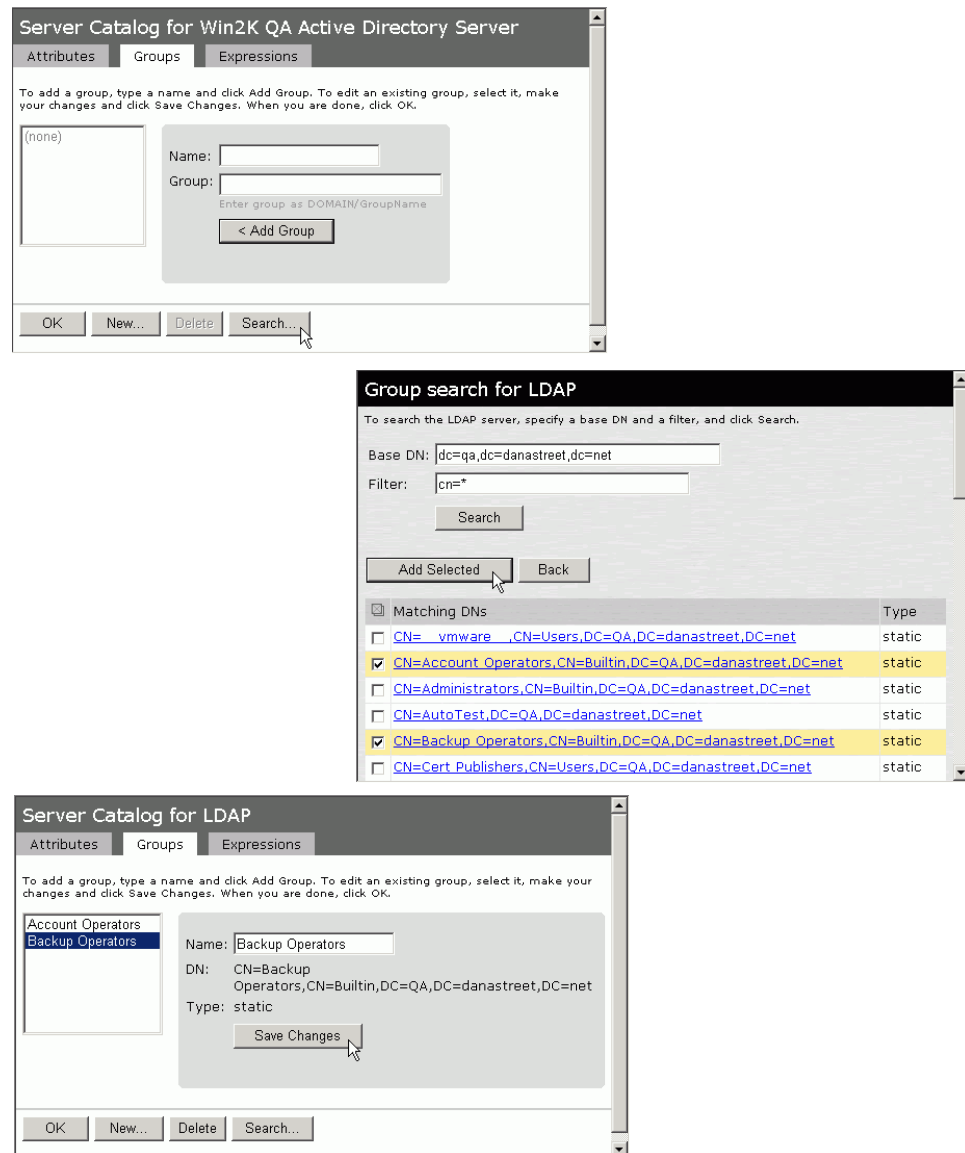 Server Catalog for Win2K QA Active Directory Server
Attributes Groups Expressions
To add a group, type a name and click Add Group. To edit an existing group, select it, make
your changes and click Save Changes. When you are done, click OK.
(none)
Name:
Group:
Enter group as DOMAIN/GroupName
< Add Group
OK New... Delete Search...
Group search for LDAP
To search the LDAP server, specify a base DN and a filter, and click Search.
Base DN: dc=qa,dc=danastreet,dc=net
Filter: cn=*
Search
Add Selected Back
Matching DNs Type
CN=__vmware__,CN=Users,DC=QA,DC=danastreet,DC=net static
CN=Account Operators,CN=Builtin,DC=QA,DC=danastreet,DC=net static
CN=Administrators,CN=Builtin,DC=QA,DC=danastreet,DC=net static
CN=AutoTest,DC=QA,DC=danastreet,DC=net static
CN=Backup Operators,CN=Builtin,DC=QA,DC=danastreet,DC=net static
CN=Cert Publishers,CN=Users,DC=QA,DC=danastreet,DC=net static
Server Catalog for LDAP
Attributes Groups Expressions
To add a group, type a name and click Add Group. To edit an existing group, select it, make your
changes and click Save Changes. When you are done, click OK.
Account Operators
Backup Operators
Name: Backup Operators
DN: CN=Backup
Operators,CN=Builtin,DC=QA,DC=danastreet,DC=net
Type: static
Save Changes
OK New... Delete Search...